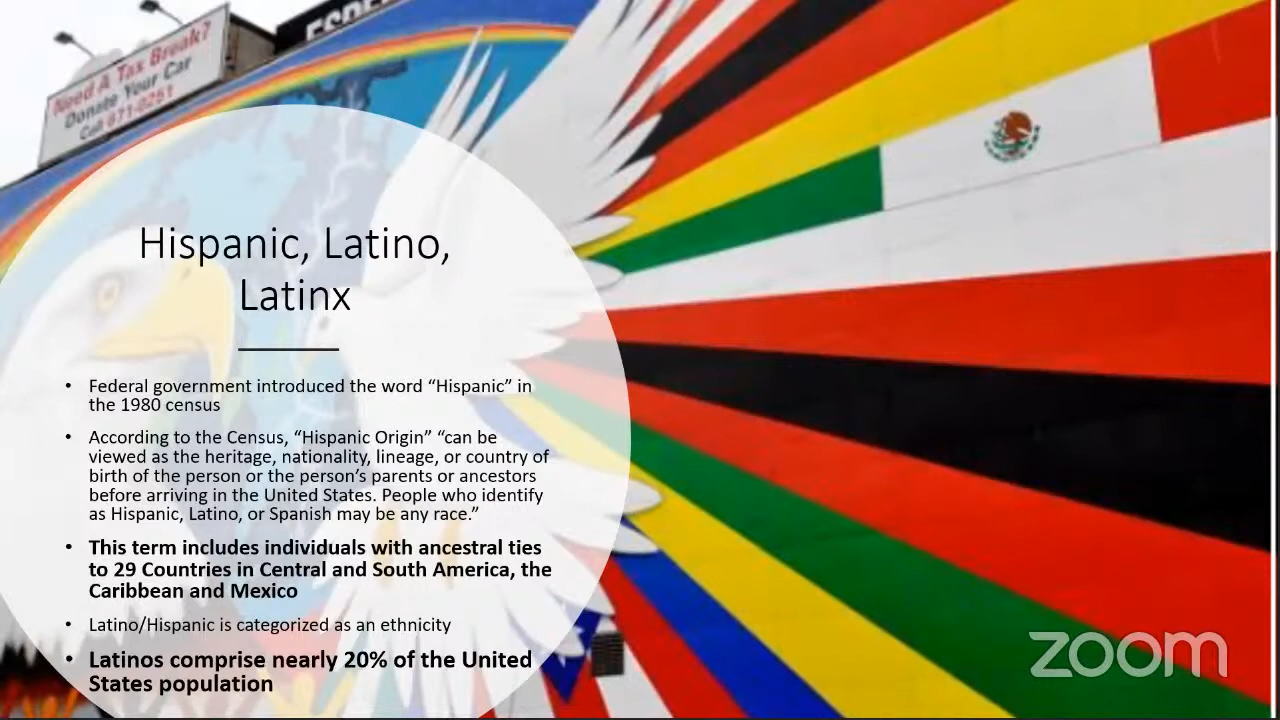 Need A Tax Break?
Donate Your Car
Call 671-0251
Hispanic, Latino,
Latinx
• Federal government introduced the word “Hispanic” in
the 1980 census
• According to the Census, “Hispanic Origin” “can be
viewed as the heritage, nationality, lineage, or country of
birth of the person or the person’s parents or ancestors
before arriving in the United States. People who identify
as Hispanic, Latino, or Spanish may be any race.”
• This term includes individuals with ancestral ties
to 29 Countries in Central and South America, the
Caribbean and Mexico
• Latino/Hispanic is categorized as an ethnicity
• Latinos comprise nearly 20% of the United
States population
zoom